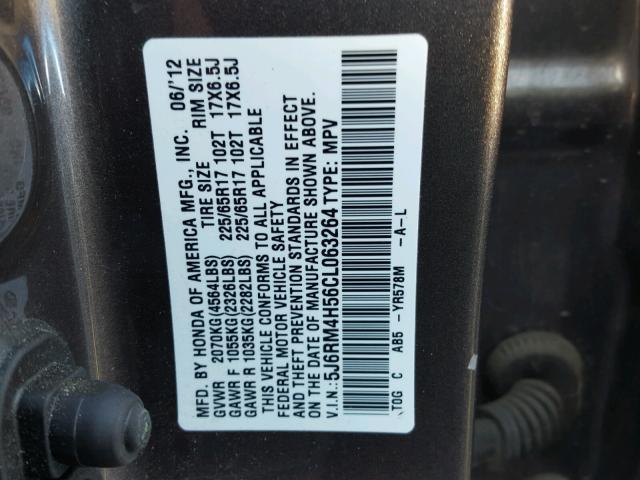 MFD. BY HONDA OF AMERICA MFG., INC. 06/'12
TIRE SIZE RIM SIZE
GVWR 2070KG(4564LBS)
GAWR F 1055KG(2326LBS) 225/65R17 102T 17X6.5J
GAWR R 1035KG(2282LBS) 225/65R17 102T 17X6.5J
THIS VEHICLE CONFORMS TO ALL APPLICABLE
FEDERAL MOTOR VEHICLE SAFETY
AND THEFT PREVENTION STANDARDS IN EFFECT
ON THE DATE OF MANUFACTURE SHOWN ABOVE.
V.I.N.: 5J6RM4H56CL063264 TYPE: MPV
TOG C AB5 -YR578M -A-L